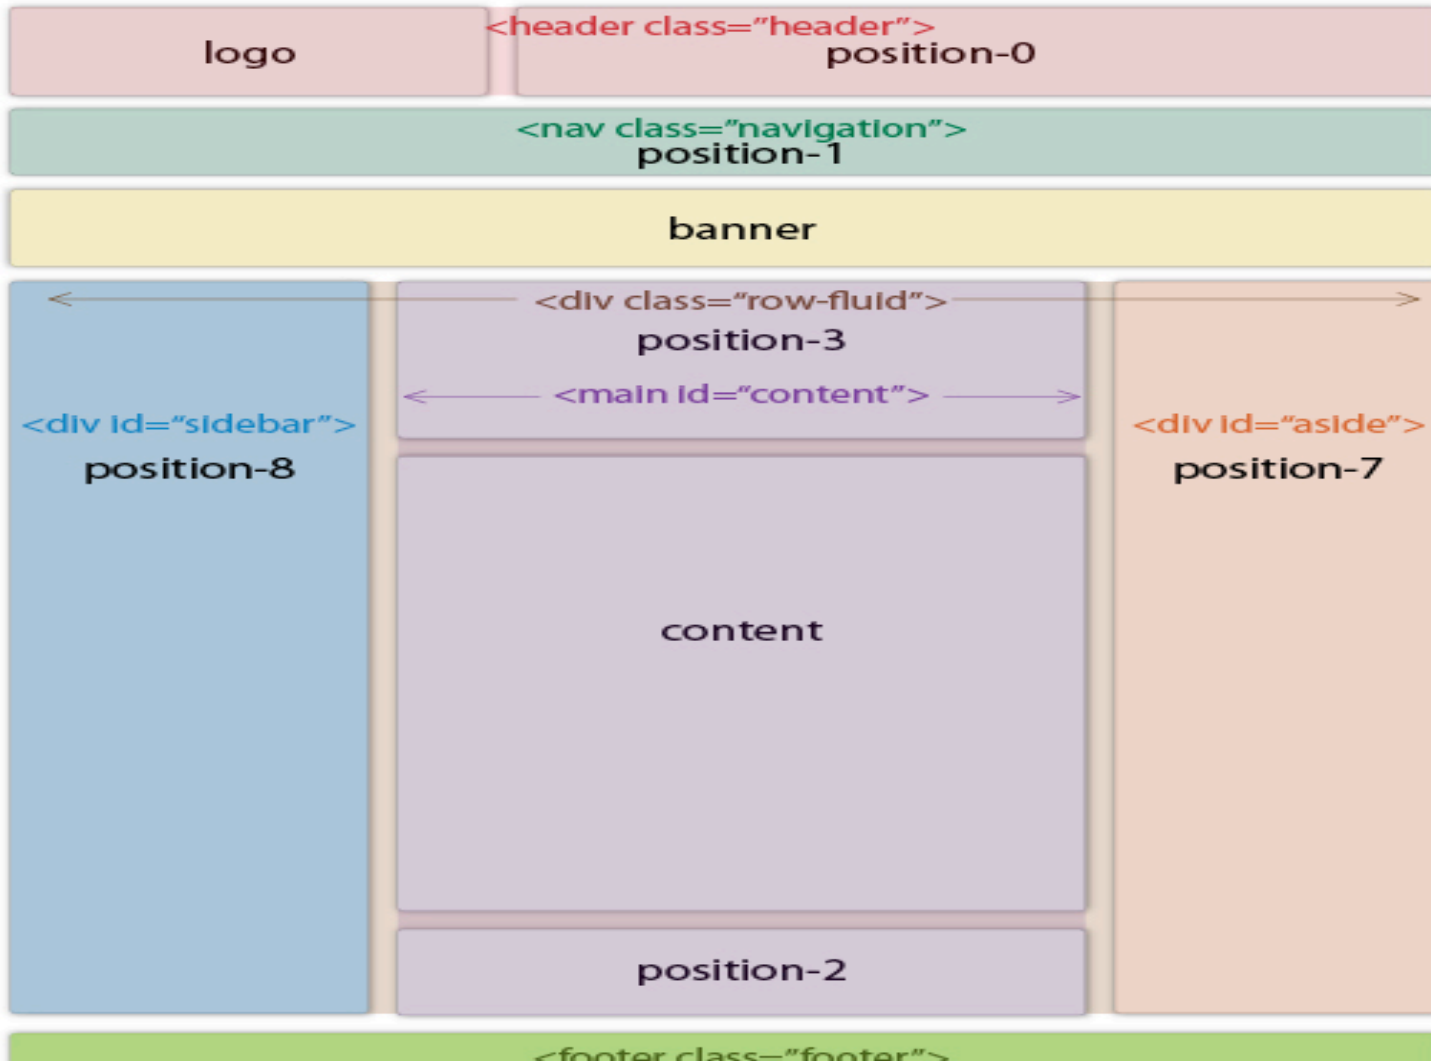 <header class=“header”>
logo
position-0
<nav class=“navigation”>
position-1
banner
<div class=“row-fluid”>
position-3
<main id=“content”>
<div id=“sidebar”>
position-8
<div id=“aside”>
position-7
content
position-2
<footer class=“footer”>